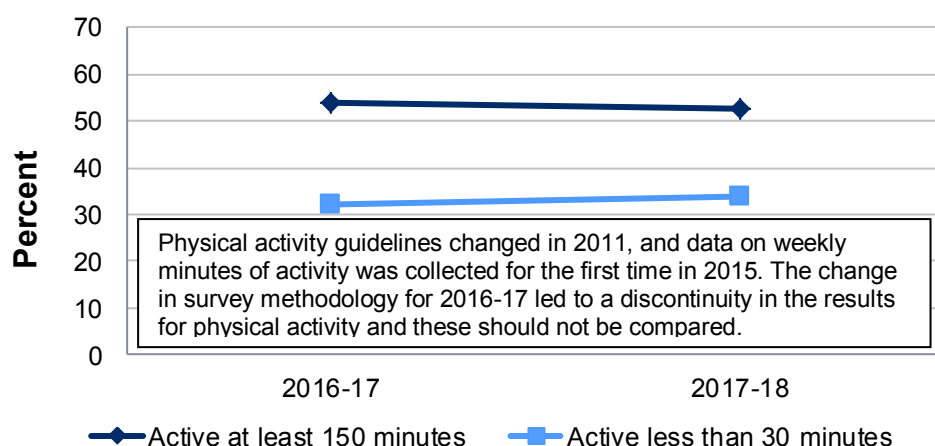 70
60
50
40
30
20
10
0
Percent
Physical activity guidelines changed in 2011, and data on weekly
minutes of activity was collected for the first time in 2015. The change
in survey methodology for 2016-17 led to a discontinuity in the results
for physical activity and these should not be compared.
2016-17 2017-18
Active at least 150 minutes Active less than 30 minutes